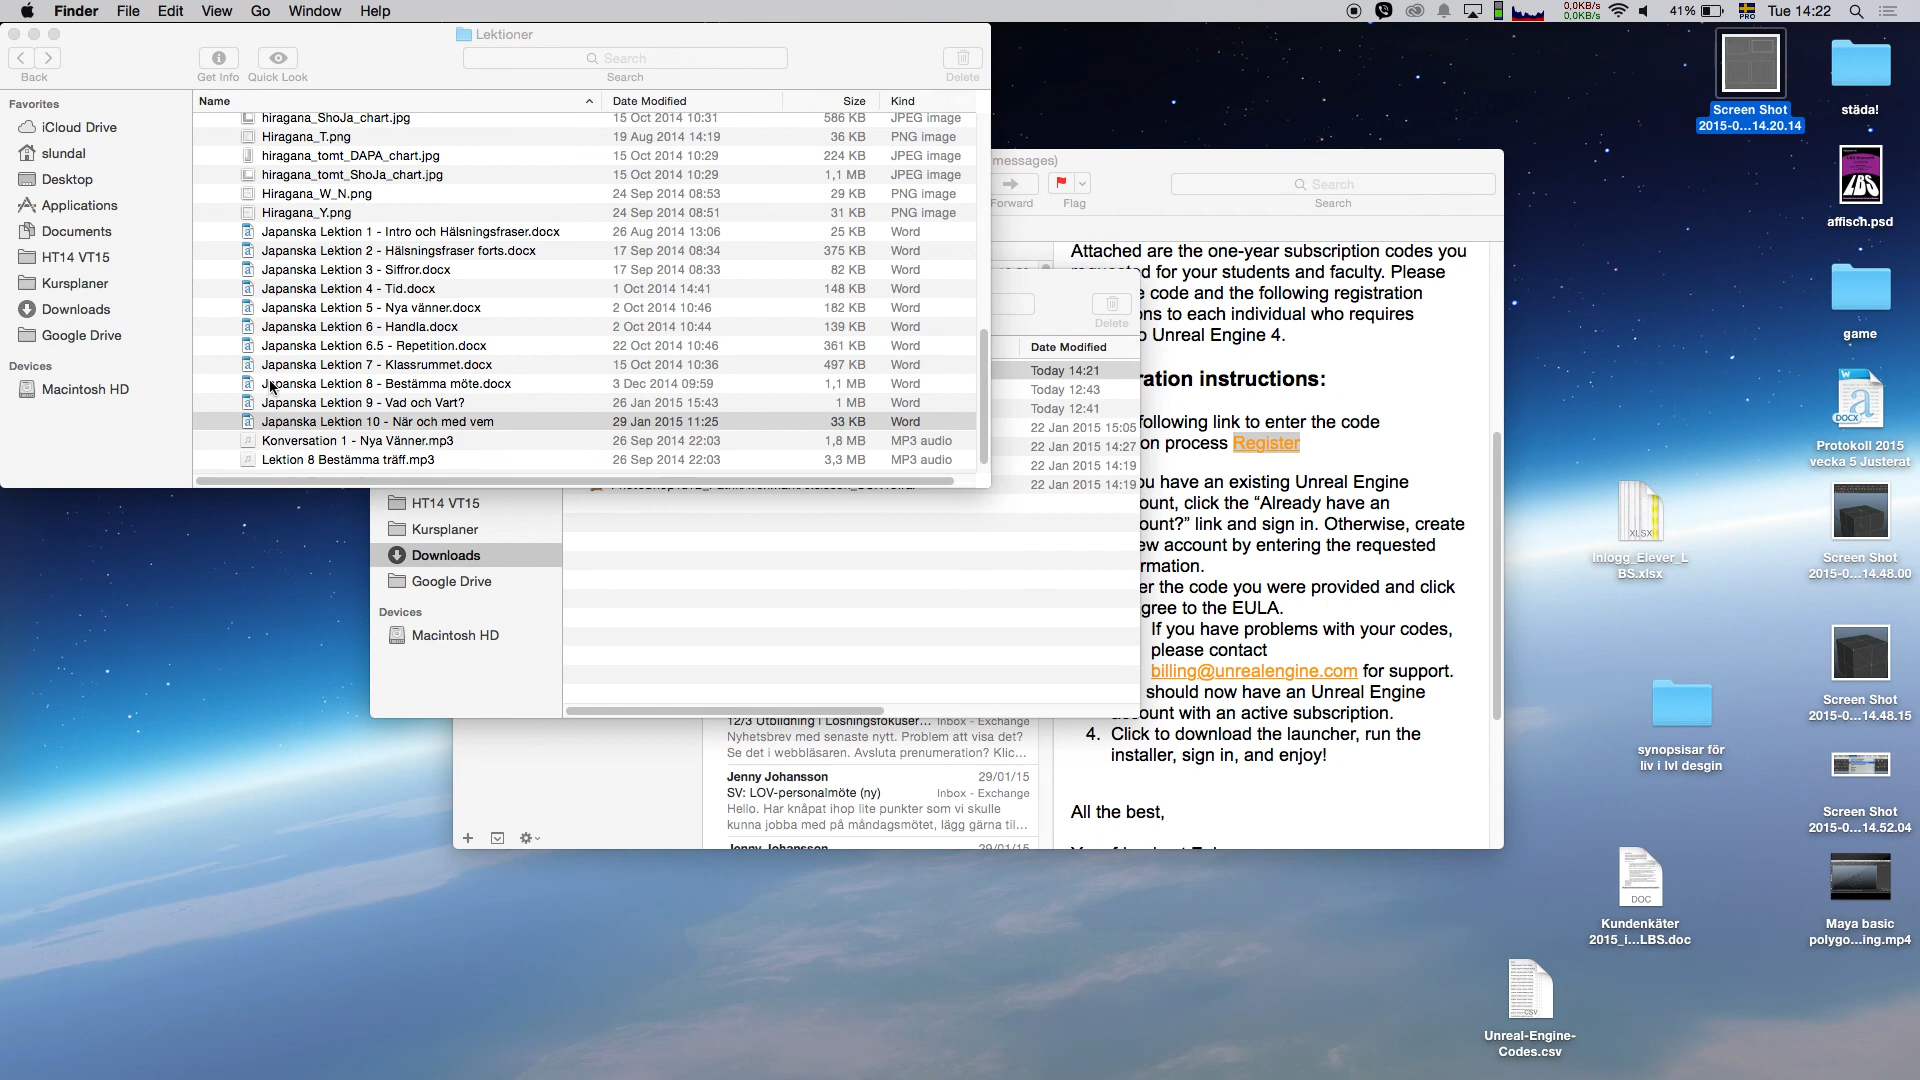 Finder File Edit View Go Window Help
0,0KB/s
0,0KB/s
41% PRO Tue 14:22
Lektioner
Back
Get Info Quick Look
Search
Search
Delete
Favorites
iCloud Drive
slundal
Desktop
Applications
Documents
HT14 VT15
Kursplaner
Downloads
Google Drive
Devices
Macintosh HD
Name Date Modified Size Kind
hiragana_ShoJa_chart.jpg 15 Oct 2014 10:31 586 KB JPEG image
Hiragana_T.png 19 Aug 2014 14:19 36 KB PNG image
hiragana_tomt_DAPA_chart.jpg 15 Oct 2014 10:29 224 KB JPEG image
hiragana_tomt_ShoJa_chart.jpg 15 Oct 2014 10:29 1,1 MB JPEG image
Hiragana_W_N.png 24 Sep 2014 08:53 29 KB PNG image
Hiragana_Y.png 24 Sep 2014 08:51 31 KB PNG image
Japanska Lektion 1 - Intro och Hälsningsfraser.docx 26 Aug 2014 13:06 25 KB Word
Japanska Lektion 2 - Hälsningsfraser forts.docx 17 Sep 2014 08:34 375 KB Word
Japanska Lektion 3 - Siffror.docx 17 Sep 2014 08:33 82 KB Word
Japanska Lektion 4 - Tid.docx 1 Oct 2014 14:41 148 KB Word
Japanska Lektion 5 - Nya vänner.docx 2 Oct 2014 10:46 182 KB Word
Japanska Lektion 6 - Handla.docx 2 Oct 2014 10:44 139 KB Word
Japanska Lektion 6.5 - Repetition.docx 22 Oct 2014 10:46 361 KB Word
Japanska Lektion 7 - Klassrummet.docx 15 Oct 2014 10:36 497 KB Word
Japanska Lektion 8 - Bestämma möte.docx 3 Dec 2014 09:59 1,1 MB Word
Japanska Lektion 9 - Vad och Vart? 26 Jan 2015 15:43 1 MB Word
Japanska Lektion 10 - När och med vem 29 Jan 2015 11:25 33 KB Word
Konversation 1 - Nya Vänner.mp3 26 Sep 2014 22:03 1,8 MB MP3 audio
Lektion 8 Bestämma träff.mp3 26 Sep 2014 22:03 3,3 MB MP3 audio
HT14 VT15
Kursplaner
Downloads
Google Drive
Devices
Macintosh HD
Delete
Date Modified
Today 14:21
Today 12:43
Today 12:41
22 Jan 2015 15:05
22 Jan 2015 14:27
22 Jan 2015 14:19
22 Jan 2015 14:19
messages)
Forward
Flag
Search
Search
Attached are the one-year subscription codes you
d for your students and faculty. Please
e code and the following registration
ns to each individual who requires
o Unreal Engine 4.
ration instructions:
following link to enter the code
on process Register
ou have an existing Unreal Engine
ount, click the “Already have an
ount?” link and sign in. Otherwise, create
ew account by entering the requested
rmation.
er the code you were provided and click
gree to the EULA.
If you have problems with your codes,
please contact
billing@unrealengine.com for support.
should now have an Unreal Engine
ount with an active subscription.
4. Click to download the launcher, run the
installer, sign in, and enjoy!
All the best,
12/3 Utbildning i Lösningsfokuser... Inbox - Exchange
Nyhetsbrev med senaste nytt. Problem att visa det?
Se det i webbläsaren. Avsluta prenumeration? Klic...
Jenny Johansson 29/01/15
SV: LOV-personalmöte (ny) Inbox - Exchange
Hello. Har knåpat ihop lite punkter som vi skulle
kunna jobba med på måndagsmötet, lägg gärna til...
Jenny Johansson 29/01/15
Screen Shot
2015-0...14.20.14
städa!
LBS
affisch.psd
game
DOCX
Protokoll 2015
vecka 5 Justerat
XLSX
Inlogg_Elever_L
BS.xlsx
Screen Shot
2015-0...14.48.00
Screen Shot
2015-0...14.48.15
synopsisar för
liv i lvl desgin
Screen Shot
2015-0...14.52.04
DOC
Kundenkäter
2015_i...LBS.doc
Maya basic
polygo...ing.mp4
CSV
Unreal-Engine-
Codes.csv